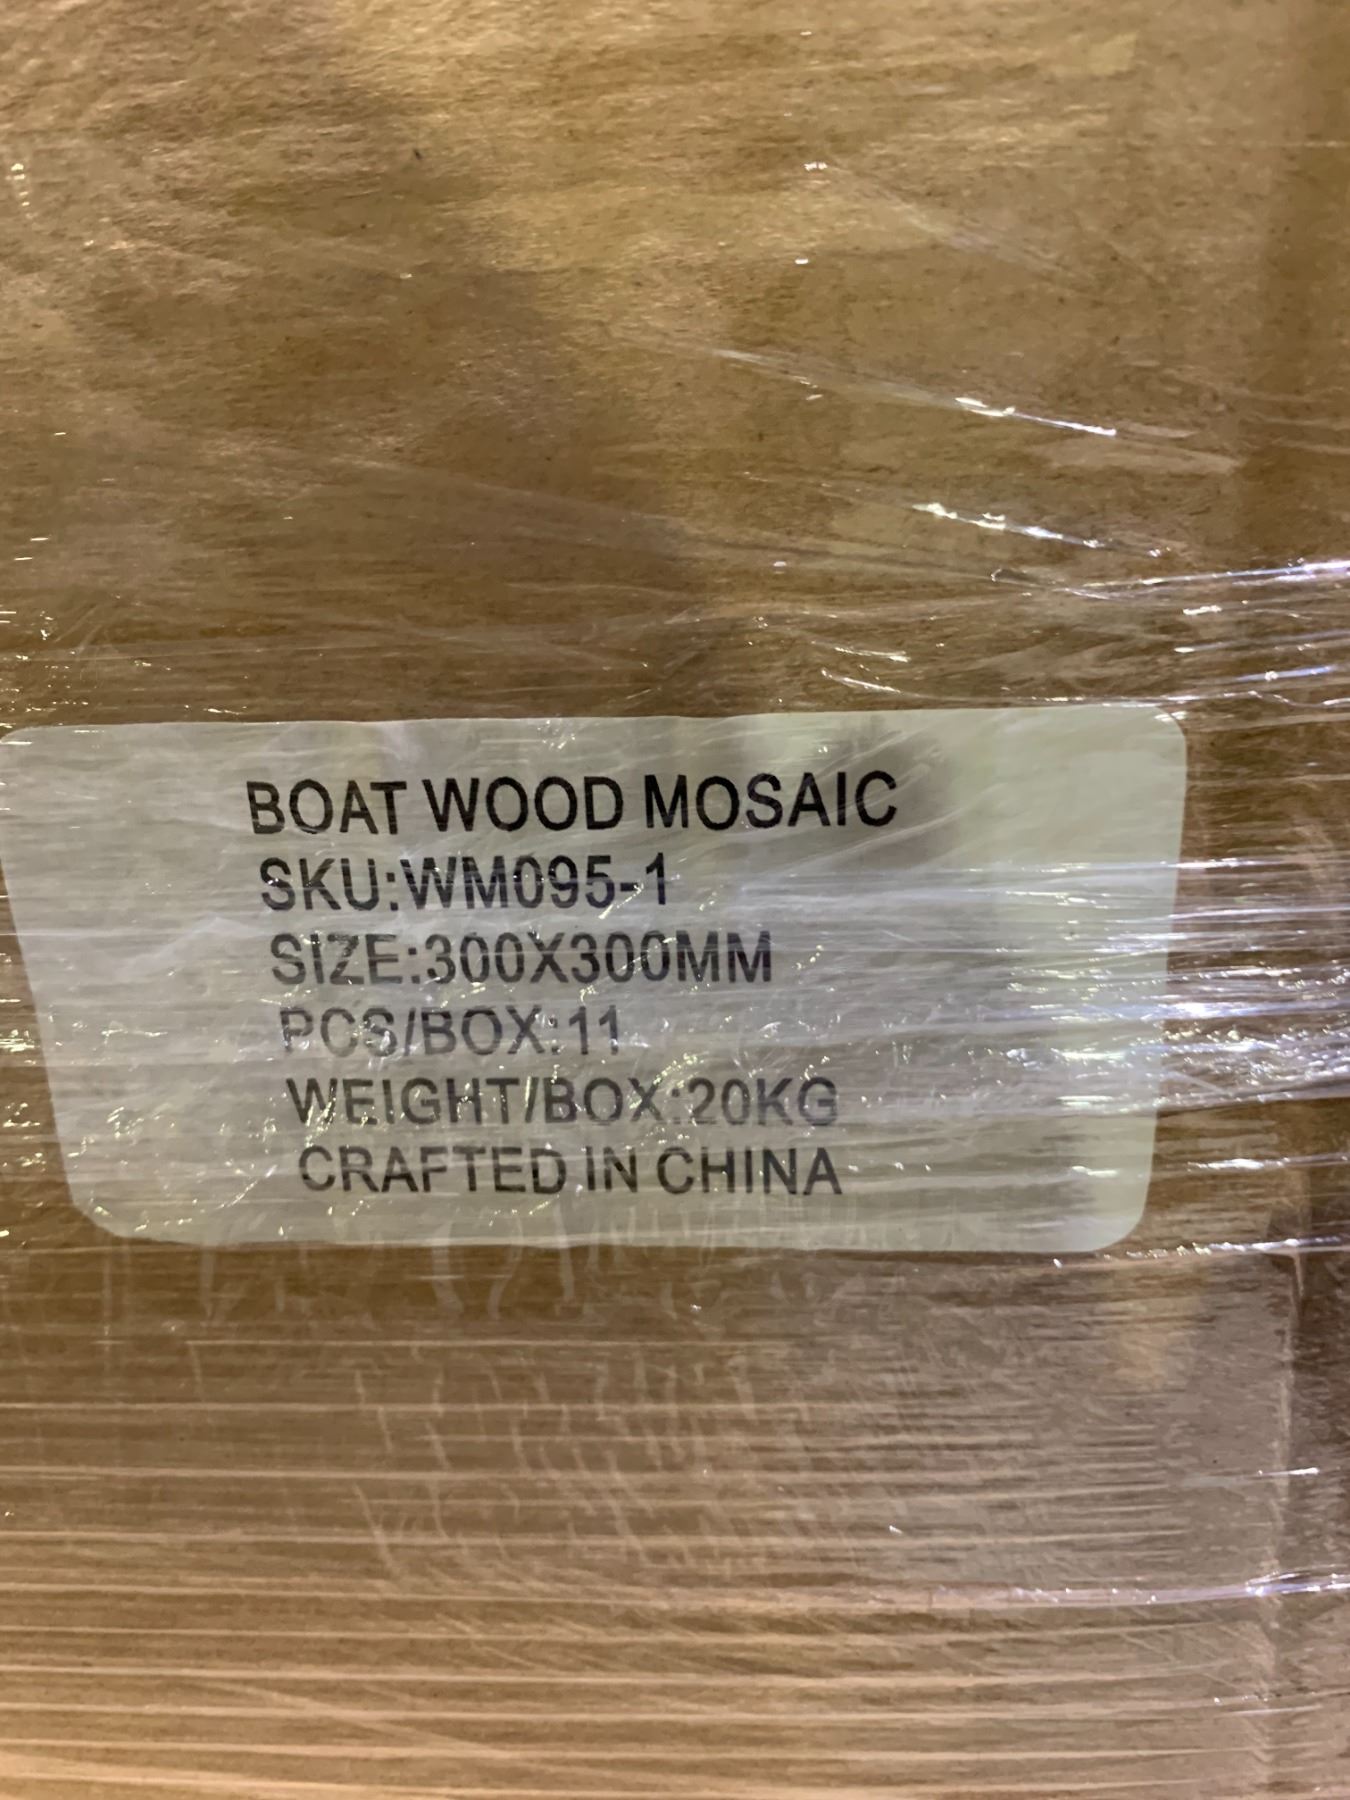 BOAT WOOD MOSAIC
SKU:WM095-1
SIZE:300X300MM
PCS/BOX:11
WEIGHT/BOX:20KG
CRAFTED IN CHINA